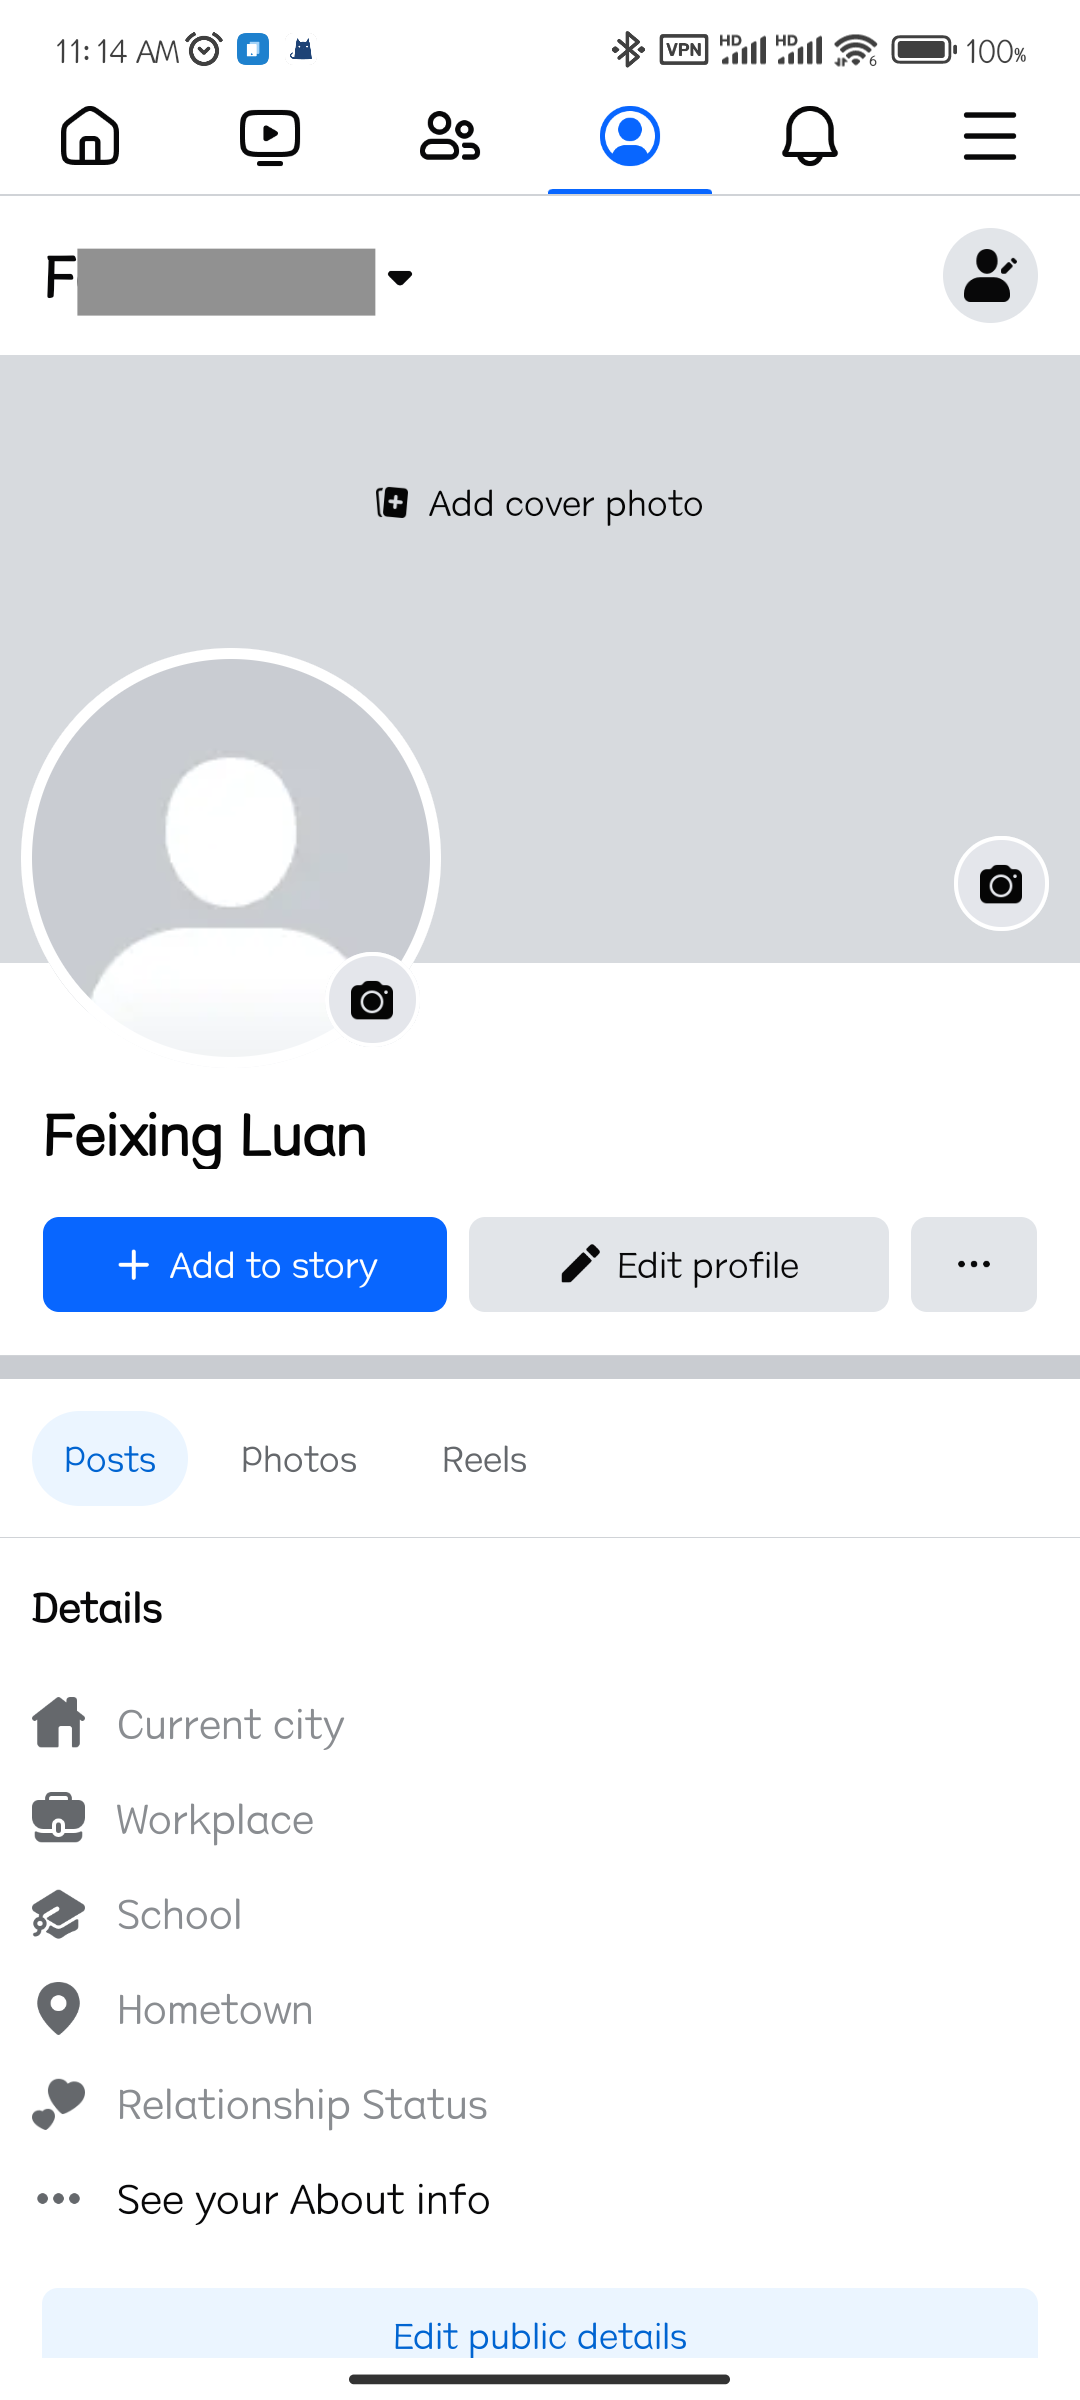 11:14 AM VPN HD HD 6 100%
F
Add cover photo
Feixing Luan
Add to story Edit profile
Posts Photos Reels
Details
Current city
Workplace
School
Hometown
Relationship Status
See your About info
Edit public details